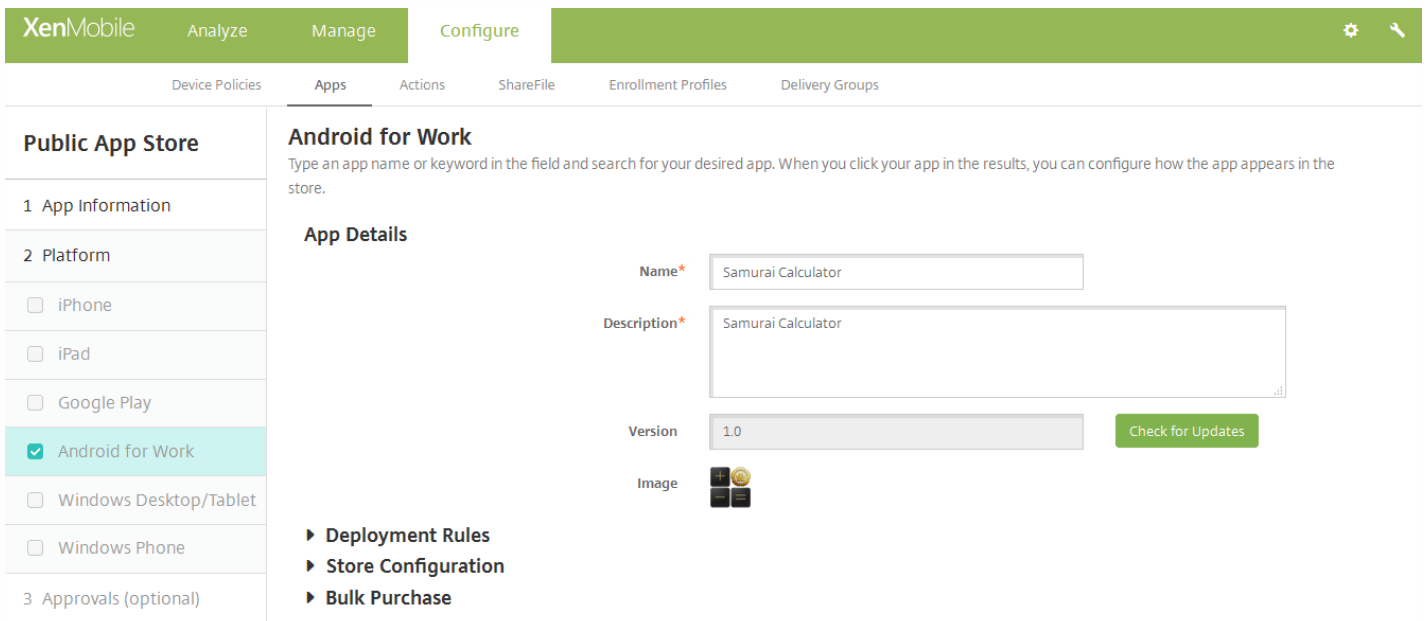 XenMobile Analyze Manage Configure
Device Policies Apps Actions ShareFile Enrollment Profiles Delivery Groups
Public App Store
1 App Information
2 Platform
iPhone
iPad
Google Play
Android for Work
Windows Desktop/Tablet
Windows Phone
3 Approvals (optional)
Android for Work
Type an app name or keyword in the field and search for your desired app. When you click your app in the results, you can configure how the app appears in the
store.
App Details
Name* Samurai Calculator
Description* Samurai Calculator
Version 1.0 Check for Updates
Image
Deployment Rules
Store Configuration
Bulk Purchase